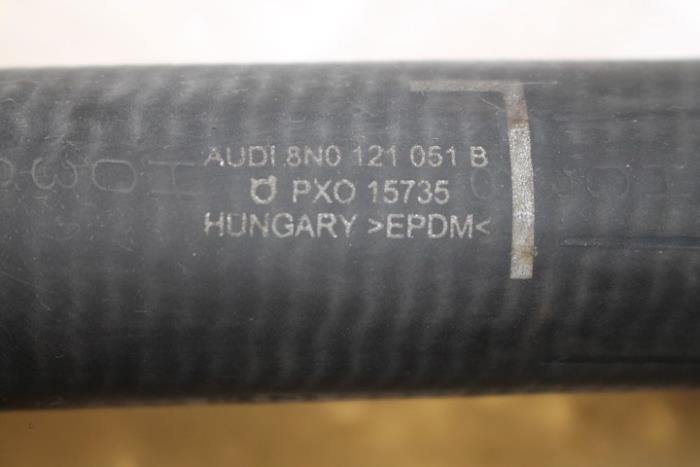 AUDI 8N0 121 051 B
PXO 15735
HUNGARY >EPDM<